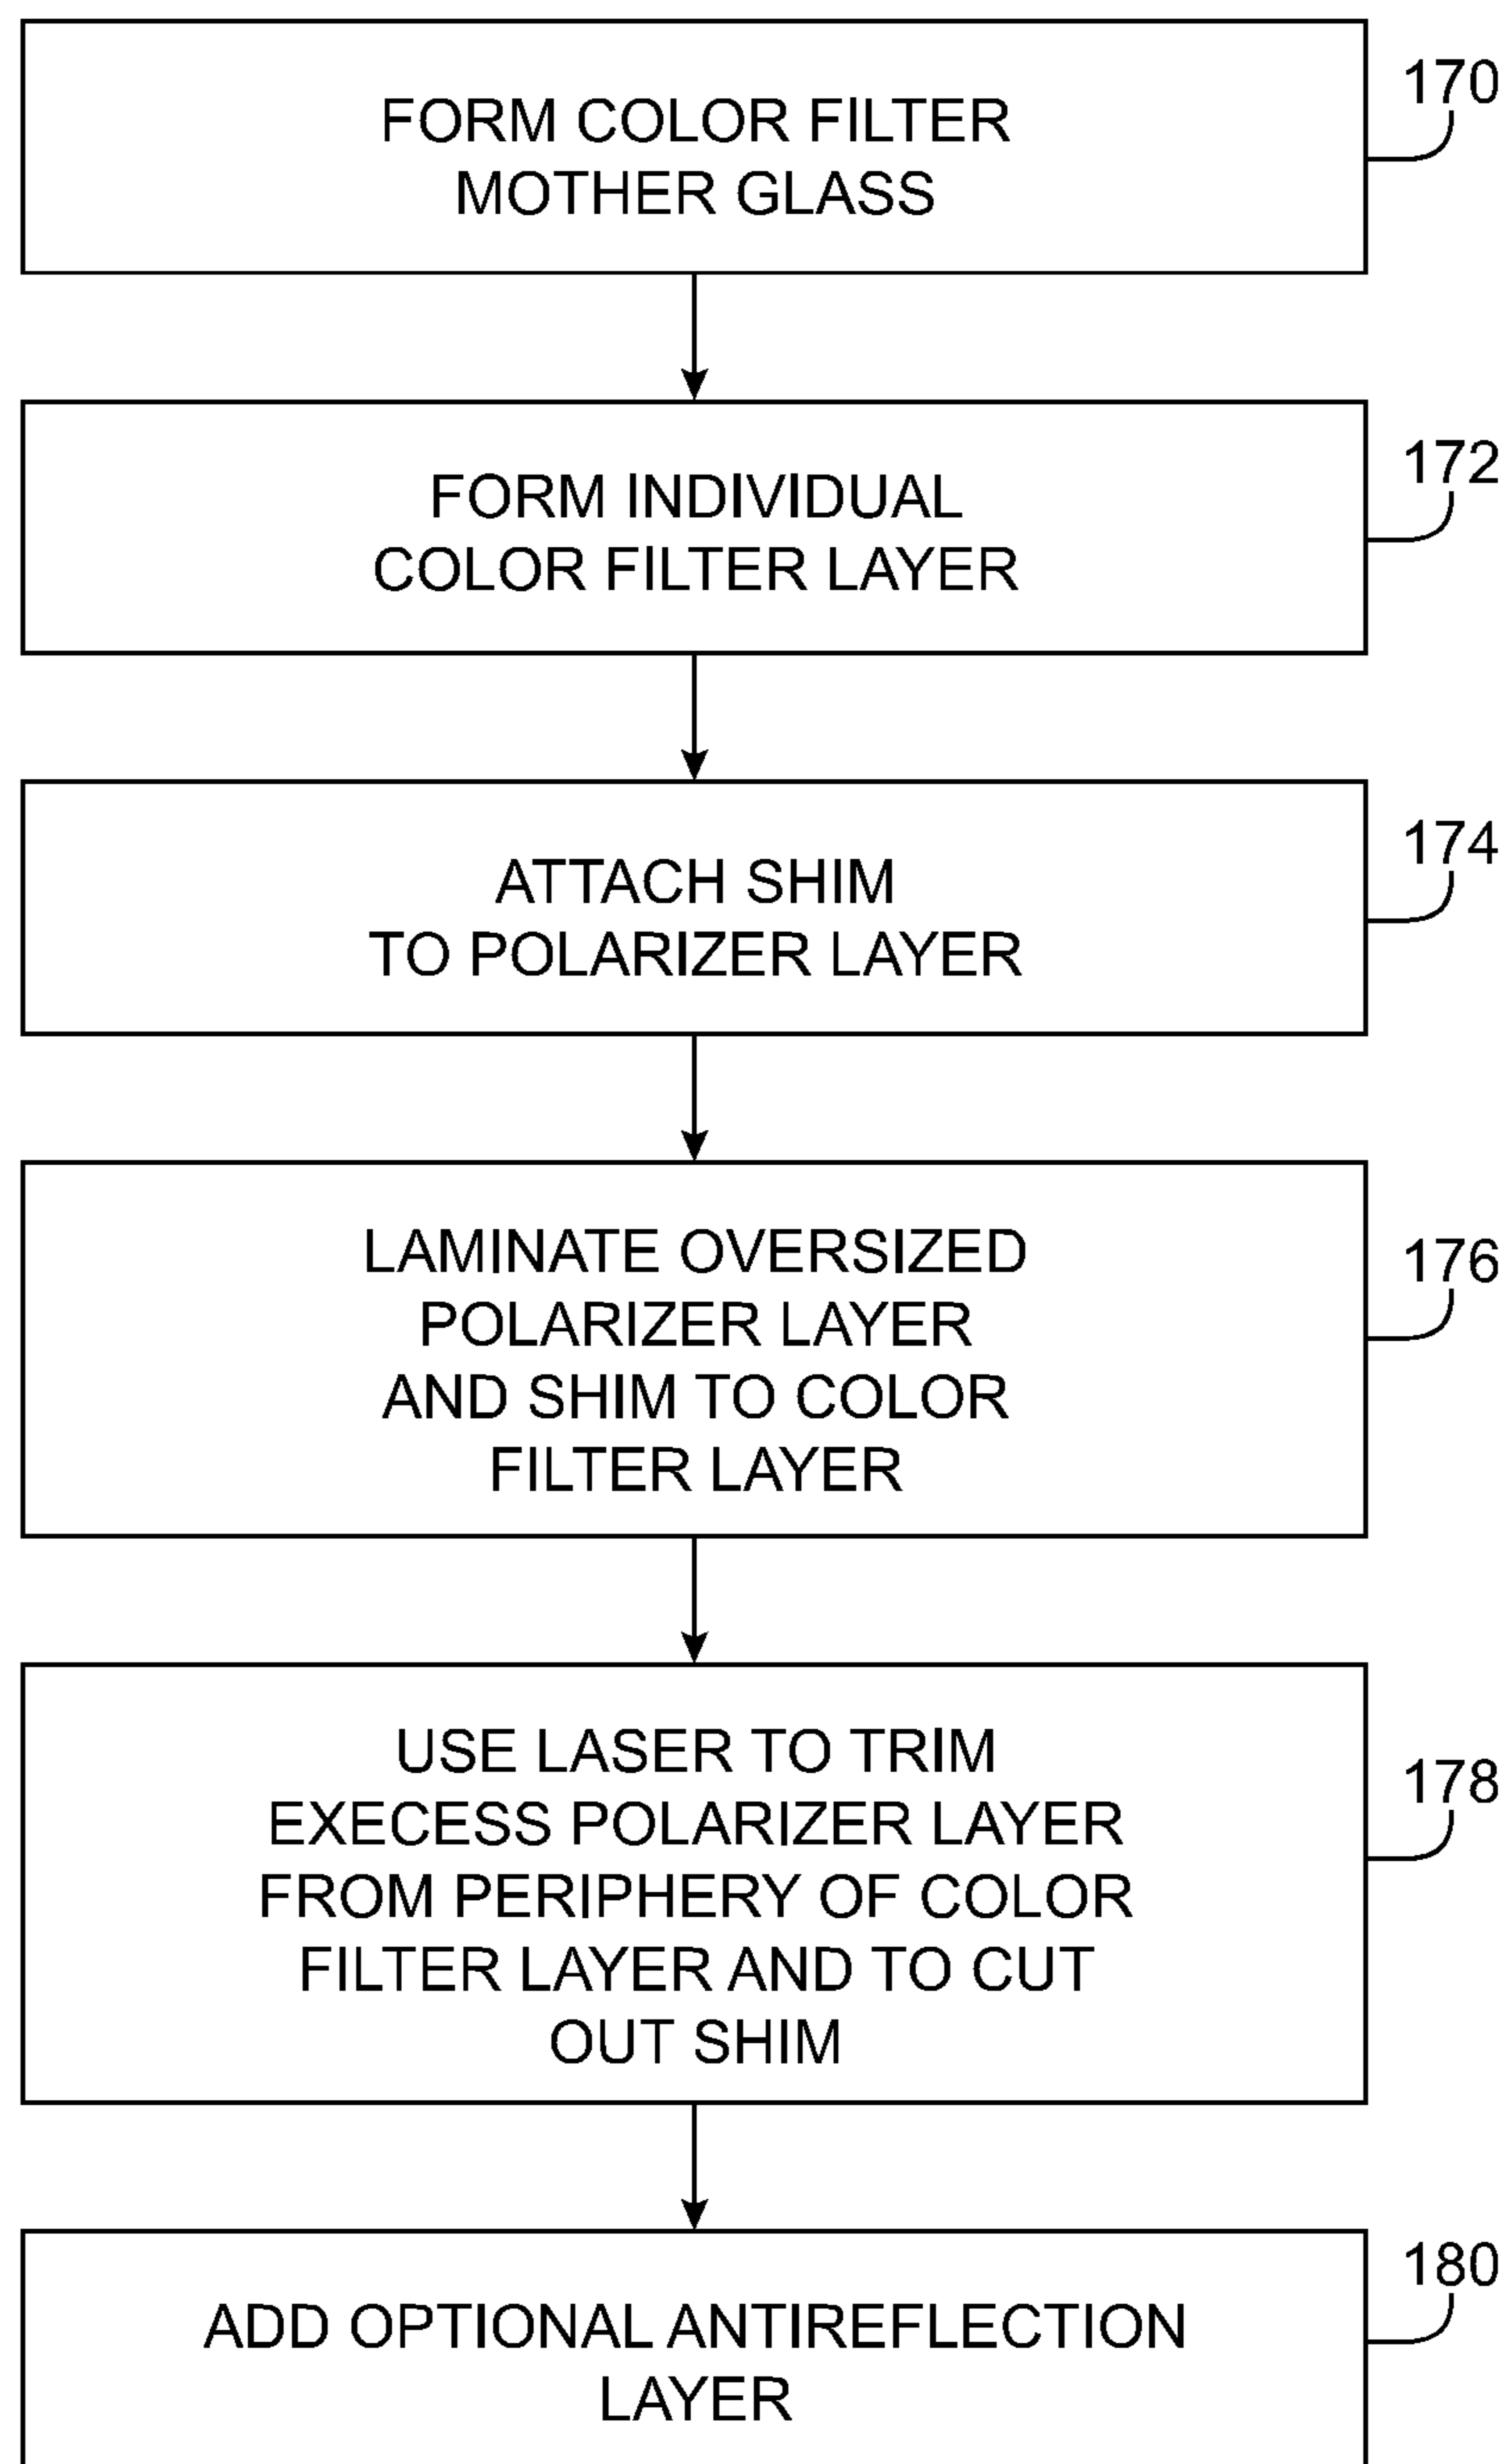 FORM COLOR FILTER
MOTHER GLASS
170
FORM INDIVIDUAL
COLOR FILTER LAYER
172
ATTACH SHIM
TO POLARIZER LAYER
174
LAMINATE OVERSIZED
POLARIZER LAYER
AND SHIM TO COLOR
FILTER LAYER
176
USE LASER TO TRIM
EXECESS POLARIZER LAYER
FROM PERIPHERY OF COLOR
FILTER LAYER AND TO CUT
OUT SHIM
178
ADD OPTIONAL ANTIREFLECTION
LAYER
180